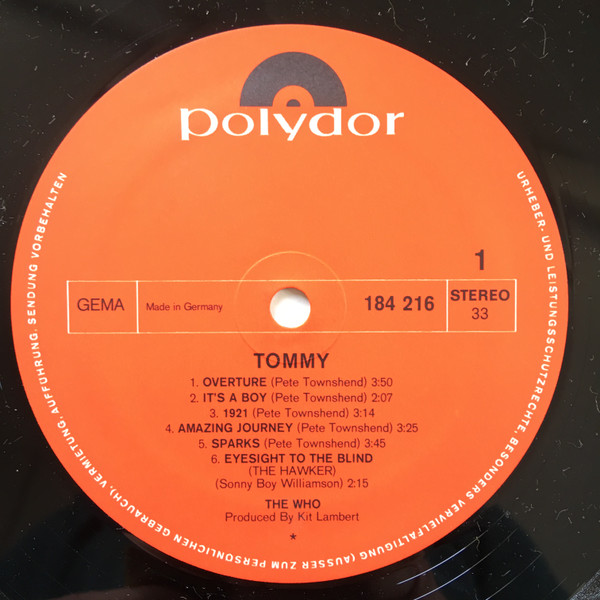 polydor
1
GEMA
Made in Germany
184 216
STEREO
33
TOMMY
1. OVERTURE (Pete Townshend) 3:50
2. IT'S A BOY (Pete Townshend) 2:07
3. 1921 (Pete Townshend) 3:14
4. AMAZING JOURNEY (Pete Townshend) 3:25
5. SPARKS (Pete Townshend) 3:45
6. EYESIGHT TO THE BLIND
(THE HAWKER)
(Sonny Boy Williamson) 2:15
THE WHO
Produced By Kit Lambert
*
URHEBER- UND LEISTUNGSSCHUTZRECHTE, BESONDERS VERVIELFÄLTIGUNG (AUSSER ZUM PERSÖNLICHEN GEBRAUCH), VERMIETUNG, AUFFÜHRUNG, SENDUNG VORBEHALTEN